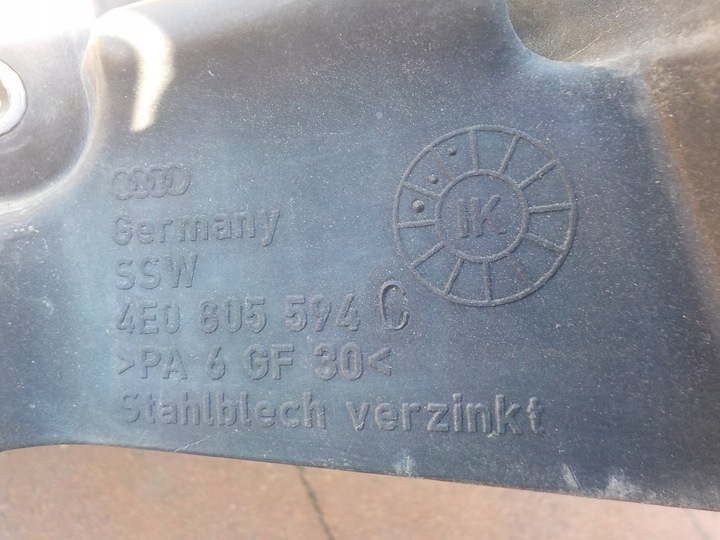 Germany
SSW
4E0 805 594 C
>PA 6 GF 30<
Stahlblech verzinkt
IK